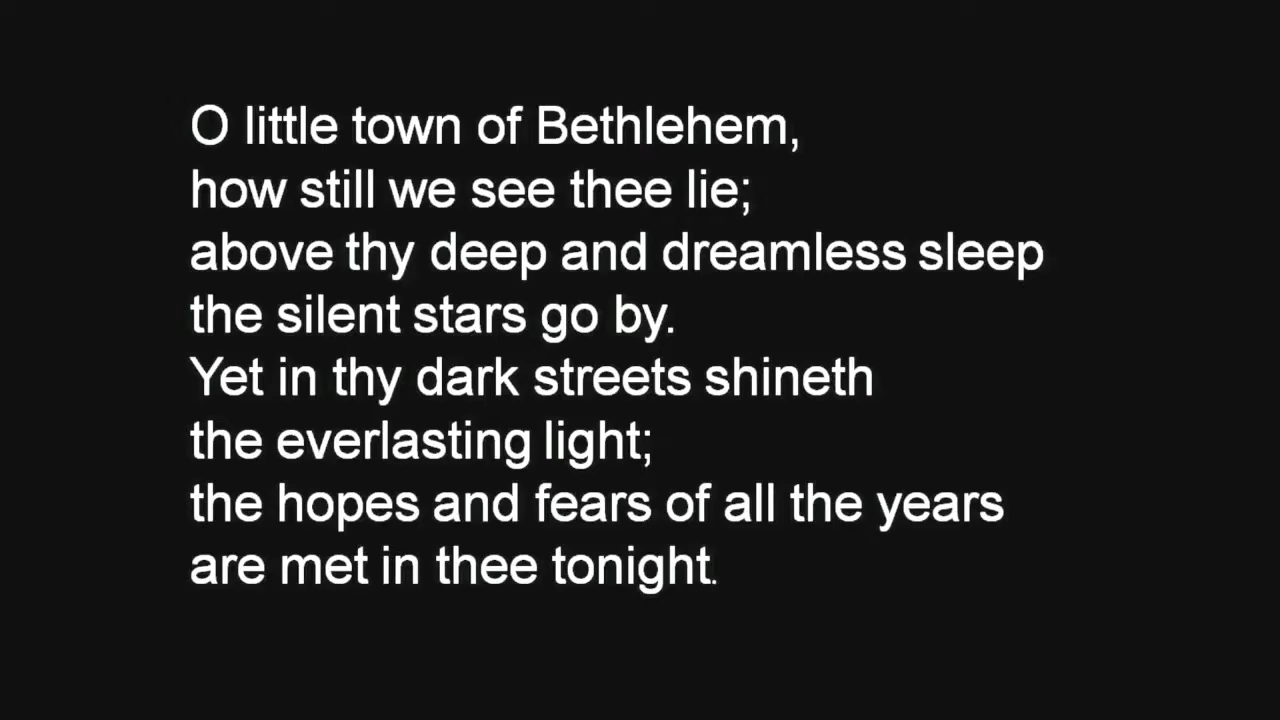 O little town of Bethlehem,
how still we see thee lie;
above thy deep and dreamless sleep
the silent stars go by.
Yet in thy dark streets shineth
the everlasting light;
the hopes and fears of all the years
are met in thee tonight.